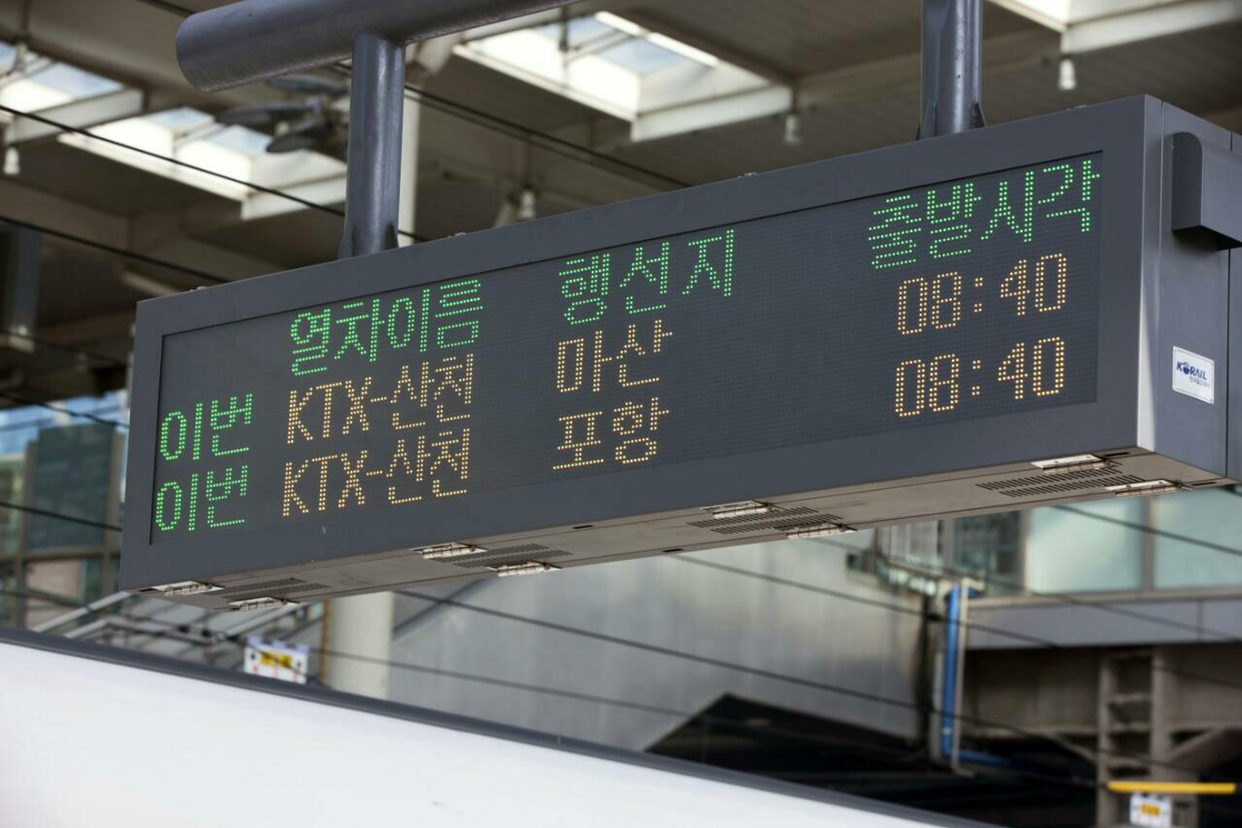 열차이름 행선지 출발시각
이번 KTX-산천 마산 08:40
이번 KTX-산천 포항 08:40
KORAIL